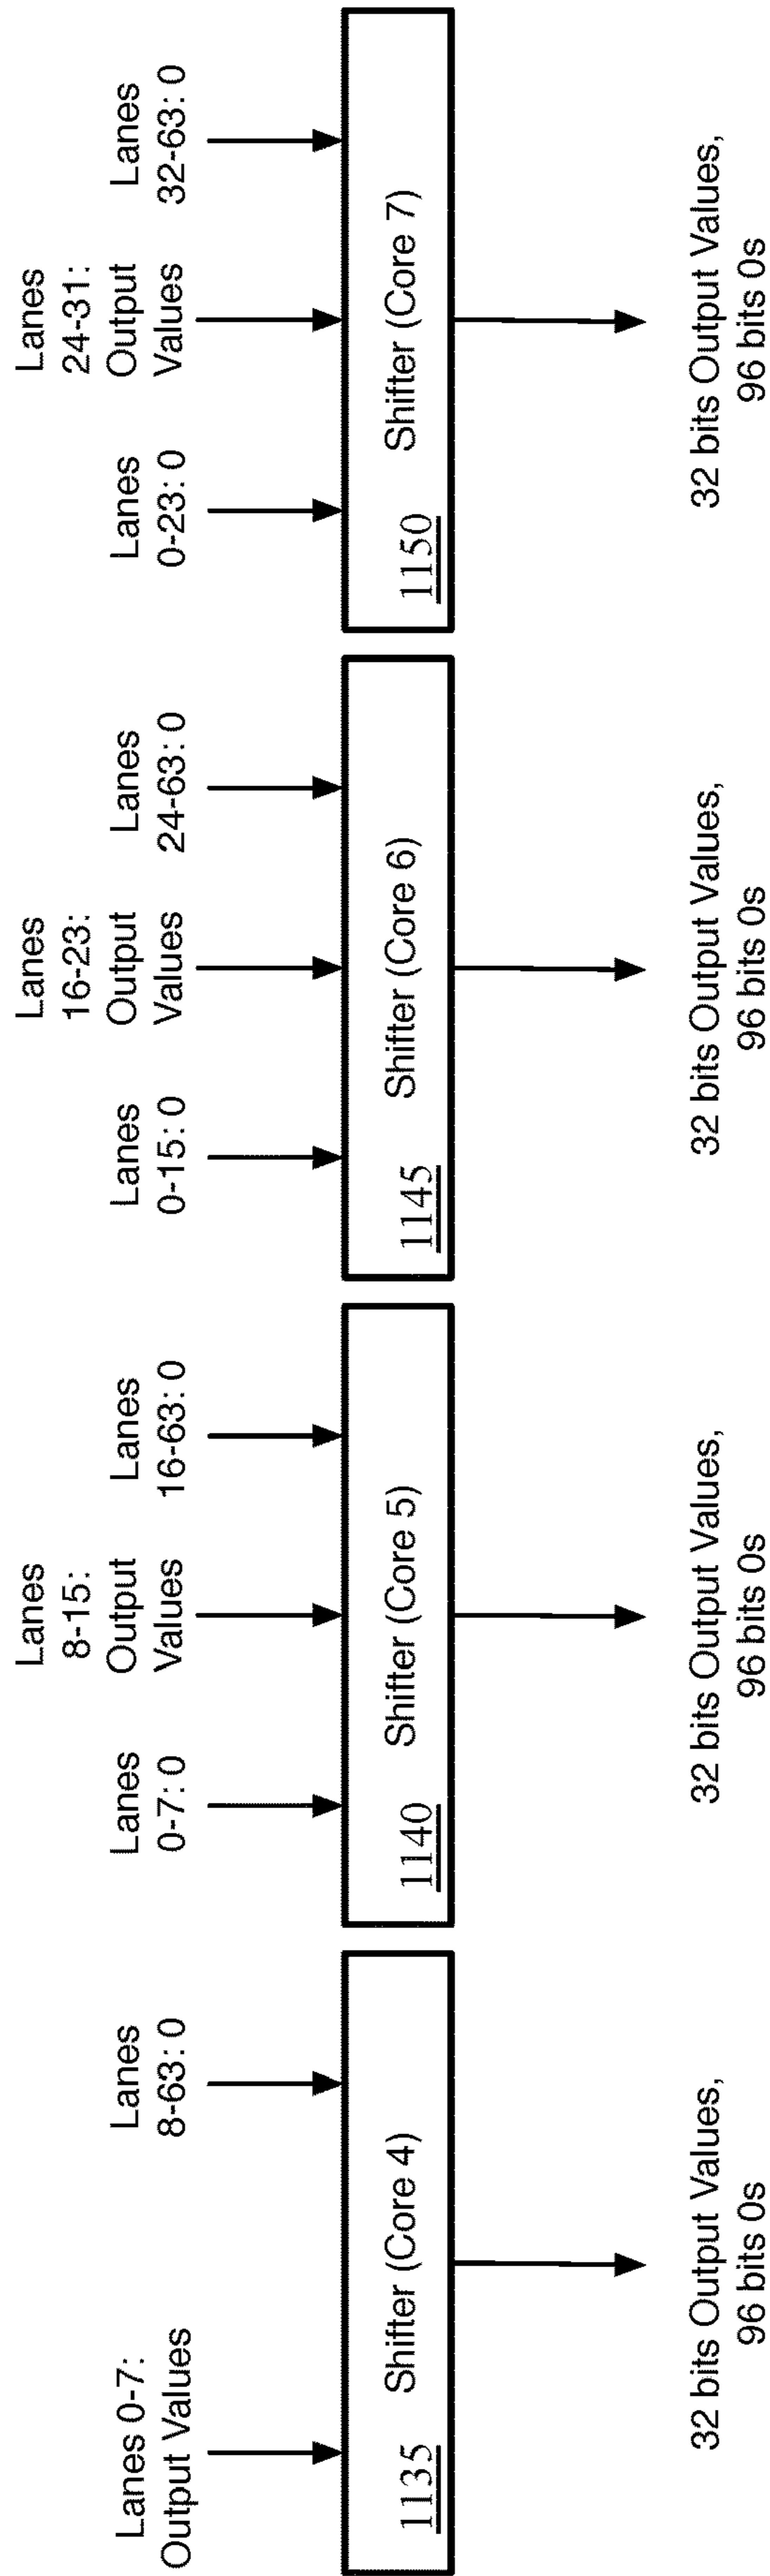 Lanes 0-7:
Output Values
Lanes
8-63: 0
1135
Shifter (Core 4)
32 bits Output Values,
96 bits 0s
Lanes
0-7: 0
Lanes
8-15:
Output
Values
Lanes
16-63: 0
1140
Shifter (Core 5)
32 bits Output Values,
96 bits 0s
Lanes
0-15: 0
Lanes
16-23:
Output
Values
Lanes
24-63: 0
1145
Shifter (Core 6)
32 bits Output Values,
96 bits 0s
Lanes
0-23: 0
Lanes
24-31:
Output
Values
Lanes
32-63: 0
1150
Shifter (Core 7)
32 bits Output Values,
96 bits 0s